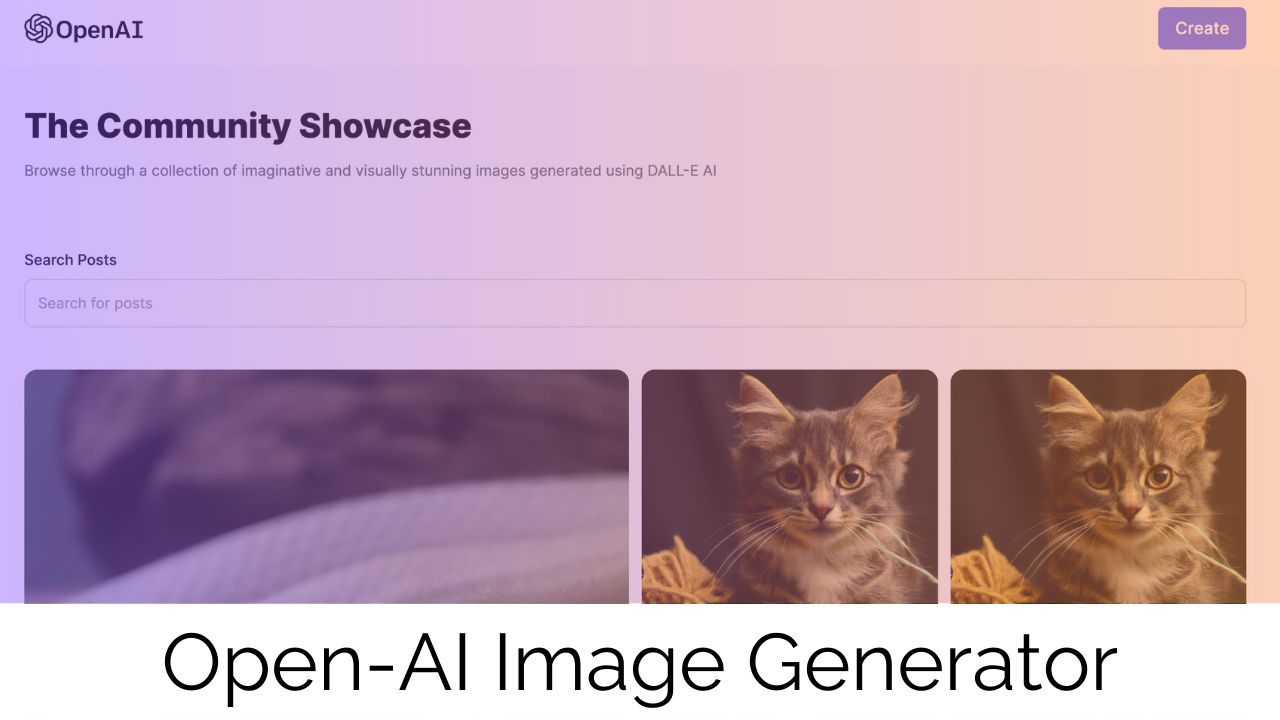 OpenAI
Create
The Community Showcase
Browse through a collection of imaginative and visually stunning images generated using DALL-E AI
Search Posts
Search for posts
Open-AI Image Generator